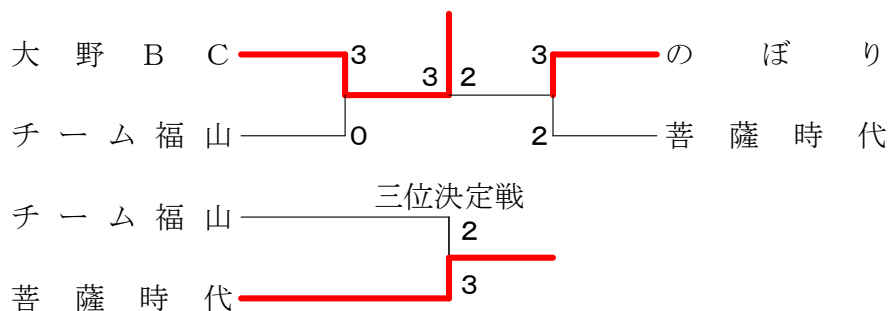 大野BC 3 3 のぼり
3 2
チーム福山 0 2 菩薩時代
三位決定戦
チーム福山
2
3
菩薩時代